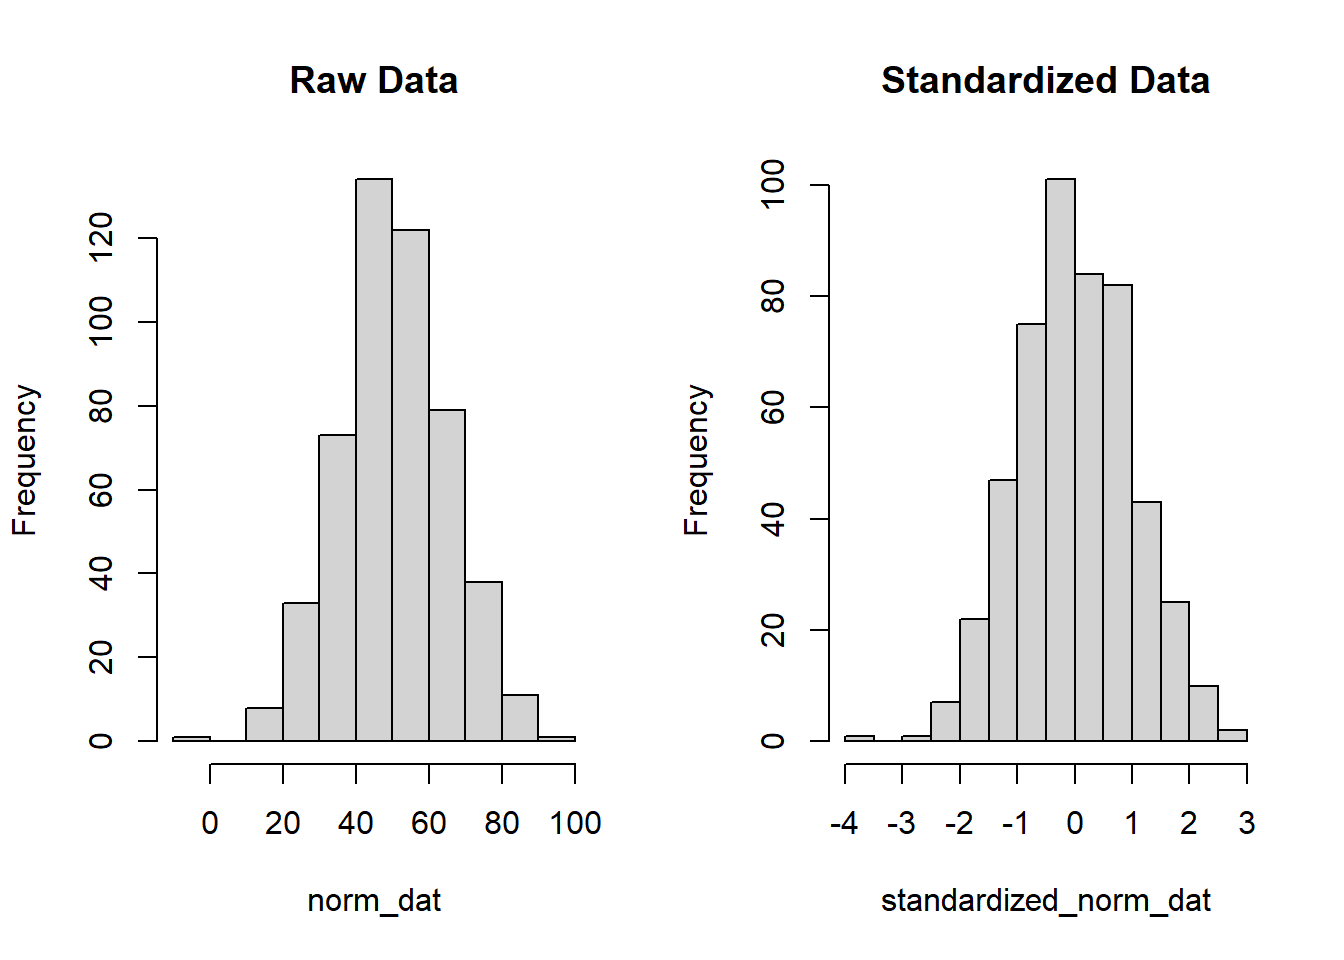 Raw Data
Frequency
0
20
40
60
80
100
120
0 20 40 60 80 100
norm_dat
Standardized Data
Frequency
0
20
40
60
80
100
-4 -3 -2 -1 0 1 2 3
standardized_norm_dat